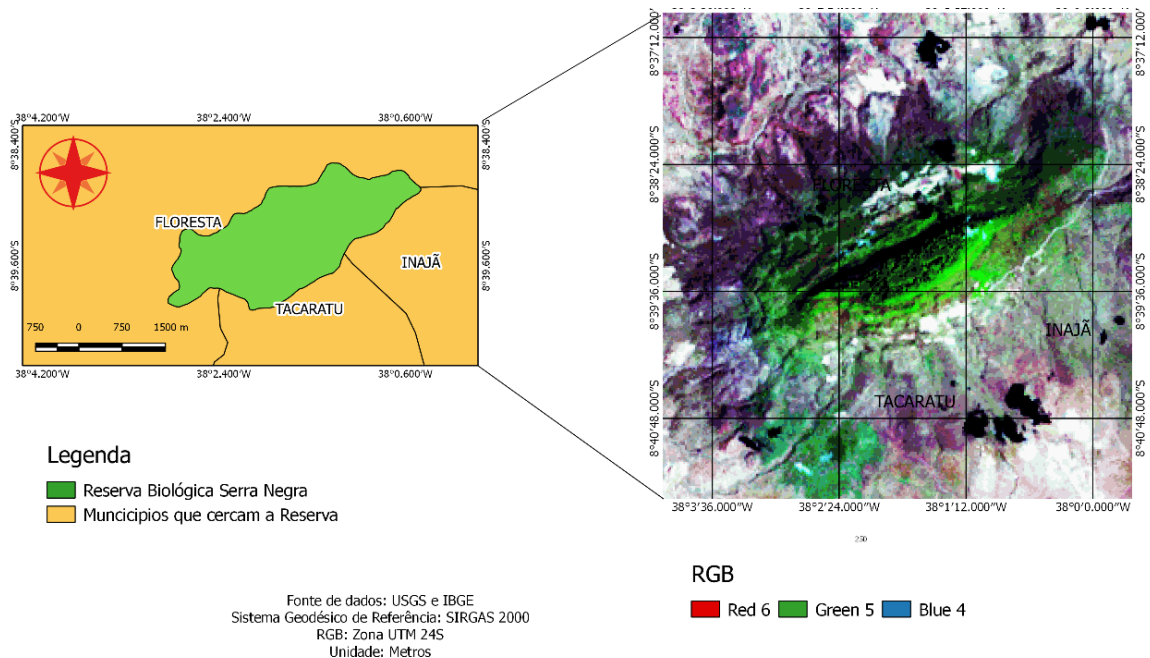 38°4.200'W 38°2.400'W 38°0.600'W
8°38.400'S 8°38.400'S
FLORESTA
8°39.600'S 8°39.600'S
INAJÃ
TACARATU
750 0 750 1500 m
38°4.200'W 38°2.400'W 38°0.600'W
Legenda
Reserva Biológica Serra Negra
Muncicipios que cercam a Reserva
Fonte de dados: USGS e IBGE
Sistema Geodésico de Referência: SIRGAS 2000
RGB: Zona UTM 24S
Unidade: Metros
8°37'12.000" 8°37'12.000"
8°38'24.000"S 8°38'24.000"S
FLORESTA
8°39'36.000"S 8°39'36.000"S
INAJÃ
TACARATU
8°40'48.000"S 8°40'48.000"S
38°3'36.000"W 38°2'24.000"W 38°1'12.000"W 38°0'0.000"W
250
RGB
Red 6 Green 5 Blue 4